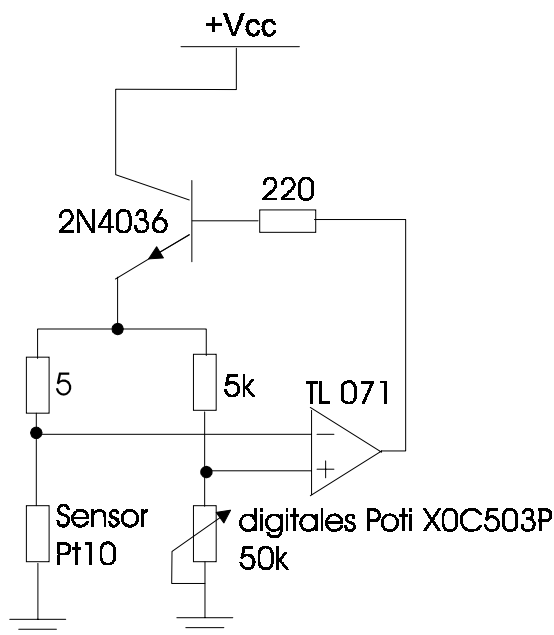 +Vcc
220
2N4036
5
5k
TL 071
−
+
Sensor
Pt10
digitales Poti X0C503P
50k